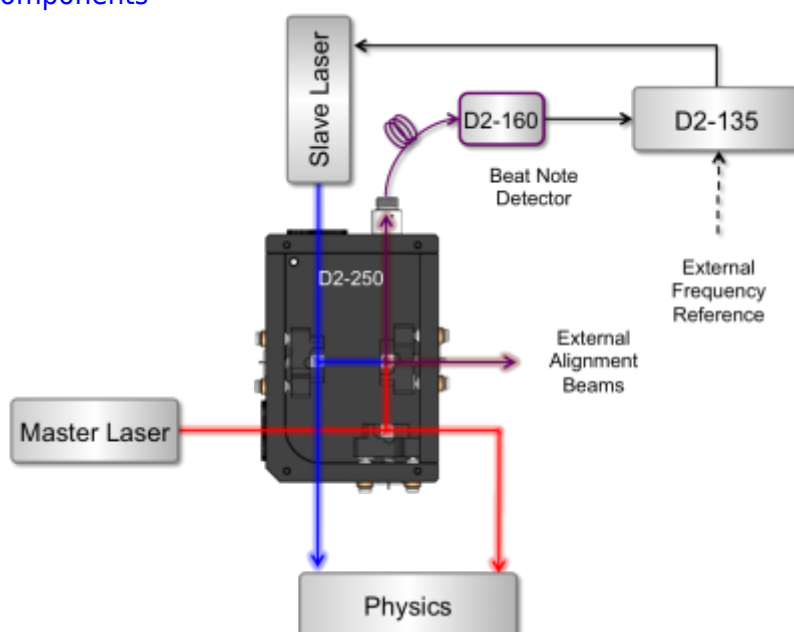 omponents
Slave Laser
D2-160
D2-135
Beat Note
Detector
D2-250
External
Frequency
Reference
External
Alignment
Beams
Master Laser
Physics